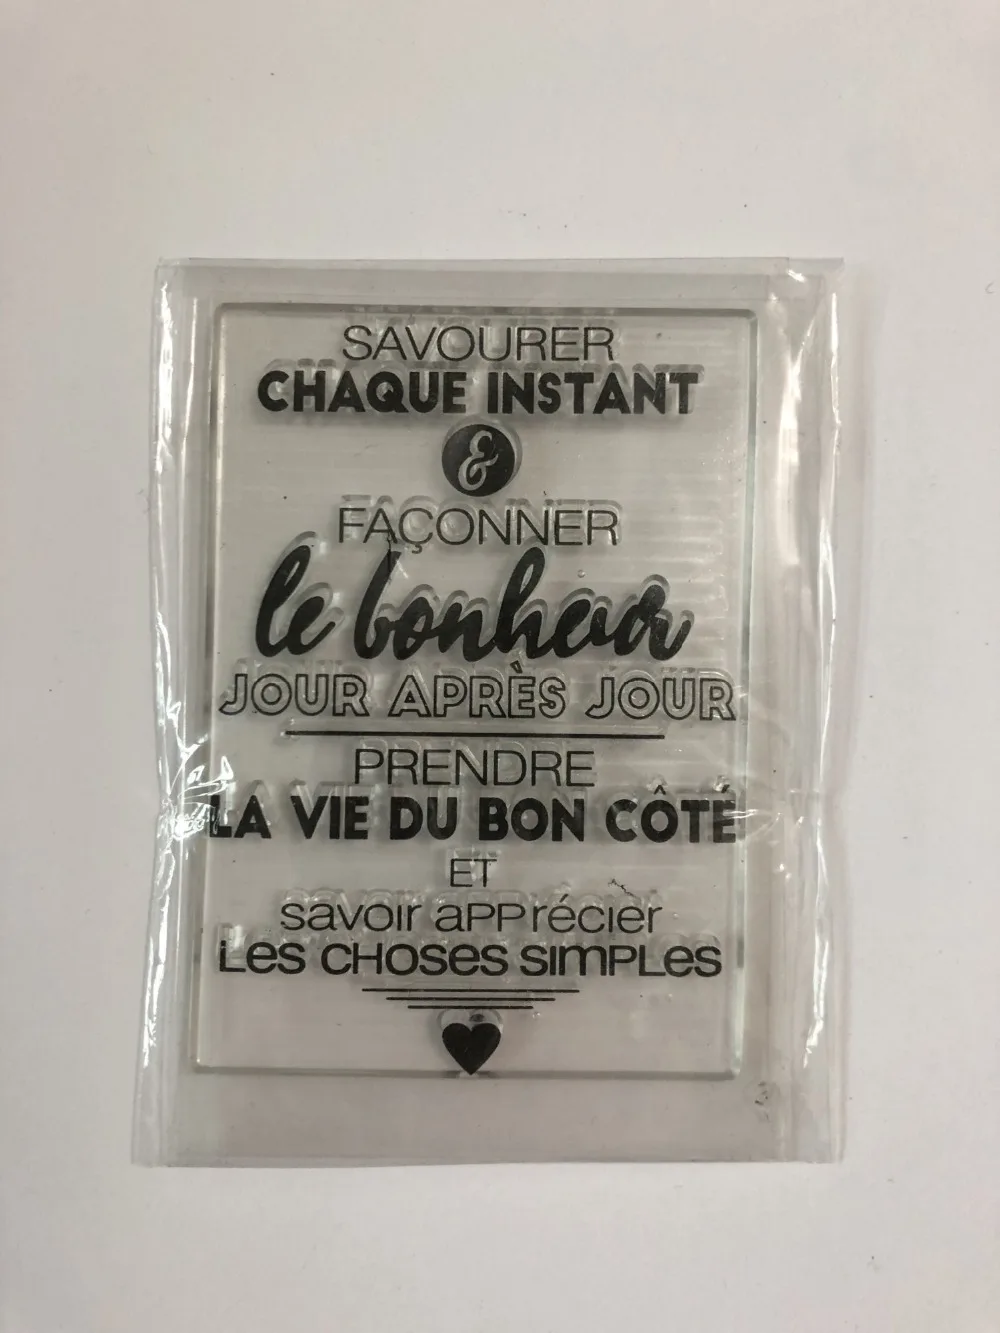 SAVOURER
CHAQUE INSTANT
&
FAÇONNER
le bonheur
JOUR APRÈS JOUR
PRENDRE
LA VIE DU BON CÔTÉ
ET
savoir apprécier
Les choses simples